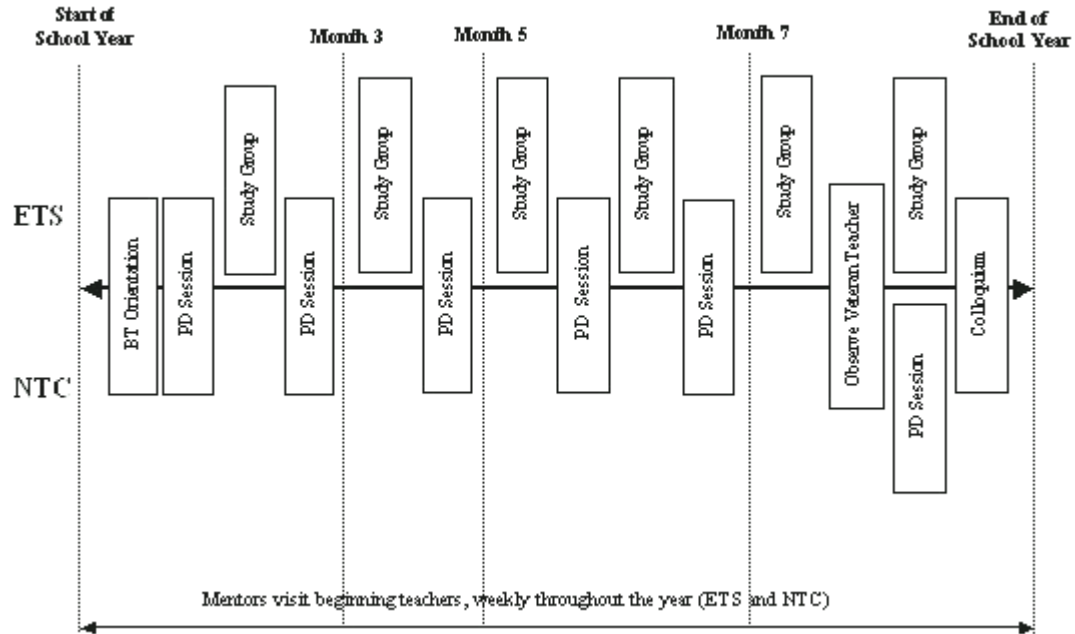 Start of
School Year
Month 3
Month 5
Month 7
End of
School Year
ETS
NTC
BT Orientation
PD Session
Study Group
PD Session
Study Group
PD Session
Study Group
PD Session
Study Group
PD Session
Study Group
Observe Veteran Teacher
Study Group
PD Session
Colloquium
Mentors visit beginning teachers, weekly throughout the year (ETS and NTC)